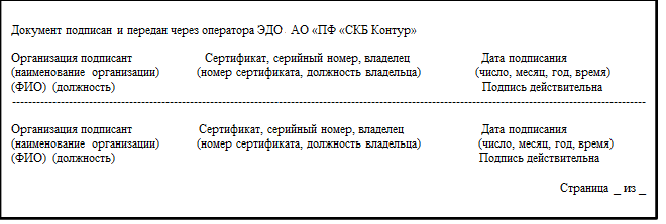 Документ подписан и передан через оператора ЭДО АО «ПФ «СКБ Контур»
Организация подписант Сертификат, серийный номер, владелец Дата подписания
(наименование организации) (номер сертификата, должность владельца) (число, месяц, год, время)
(ФИО) (должность) Подпись действительна
Организация подписант Сертификат, серийный номер, владелец Дата подписания
(наименование организации) (номер сертификата, должность владельца) (число, месяц, год, время)
(ФИО) (должность) Подпись действительна
Страница _ из _